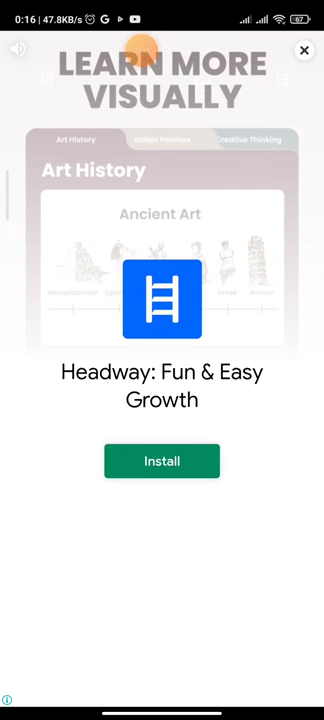 0:16 | 47.8KB/s
67
LEARN MORE
VISUALLY
Art History
Italian Painters
Creative Thinking
Art History
Ancient Art
Mesopotamian
Greek
Roman
Headway: Fun & Easy
Growth
Install